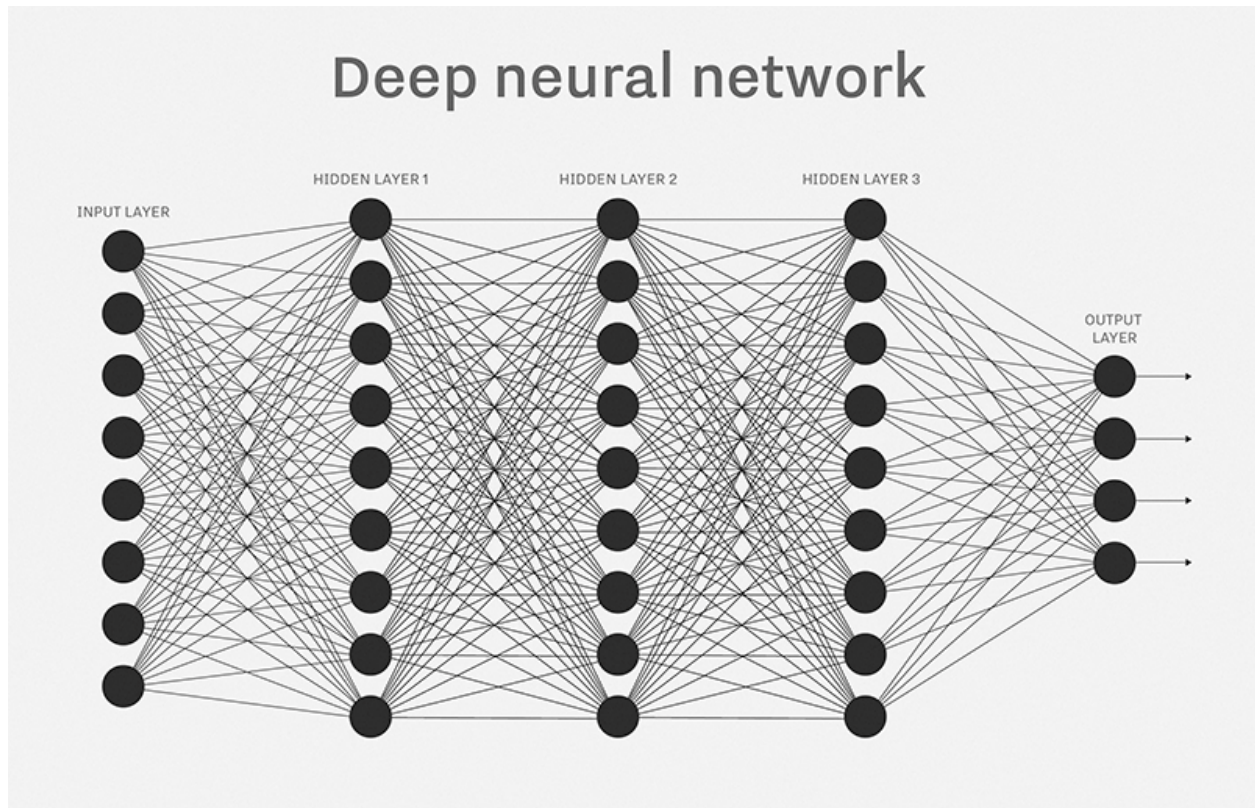 Deep neural network
HIDDEN LAYER 1
HIDDEN LAYER 2
HIDDEN LAYER 3
INPUT LAYER
OUTPUT
LAYER